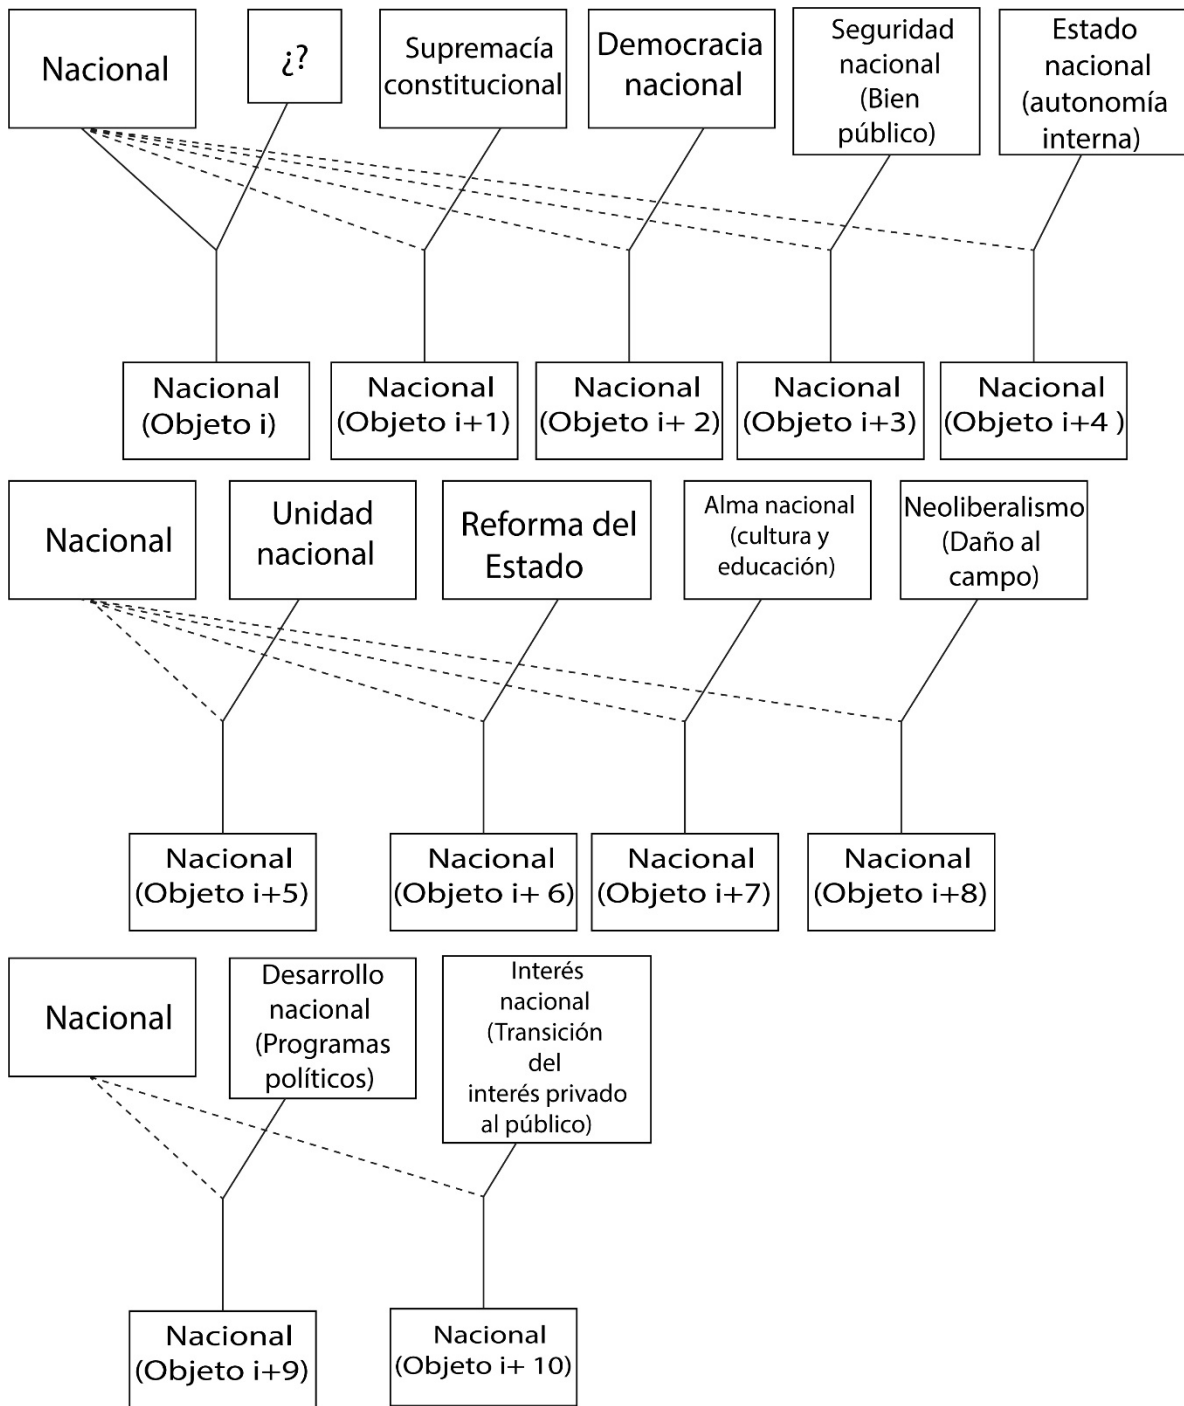 Nacional
¿?
Supremacía
constitucional
Democracia
nacional
Seguridad
nacional
(Bien
público)
Estado
nacional
(autonomía
interna)
Nacional
(Objeto i)
Nacional
(Objeto i+1)
Nacional
(Objeto i+ 2)
Nacional
(Objeto i+3)
Nacional
(Objeto i+4 )
Nacional
Unidad
nacional
Reforma del
Estado
Alma nacional
(cultura y
educación)
Neoliberalismo
(Daño al
campo)
Nacional
(Objeto i+5)
Nacional
(Objeto i+ 6)
Nacional
(Objeto i+7)
Nacional
(Objeto i+8)
Nacional
Desarrollo
nacional
(Programas
políticos)
Interés
nacional
(Transición
del
interés privado
al público)
Nacional
(Objeto i+9)
Nacional
(Objeto i+ 10)